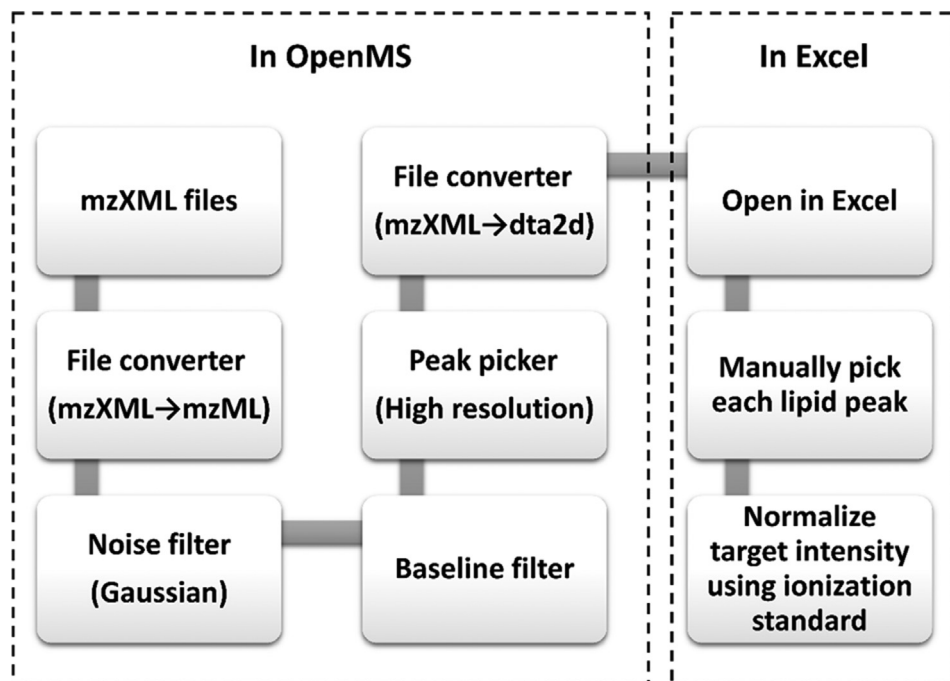 In OpenMS
mzXML files
File converter
(mzXML→mzML)
Noise filter
(Gaussian)
Baseline filter
Peak picker
(High resolution)
File converter
(mzXML→dta2d)
In Excel
Open in Excel
Manually pick
each lipid peak
Normalize
target intensity
using ionization
standard